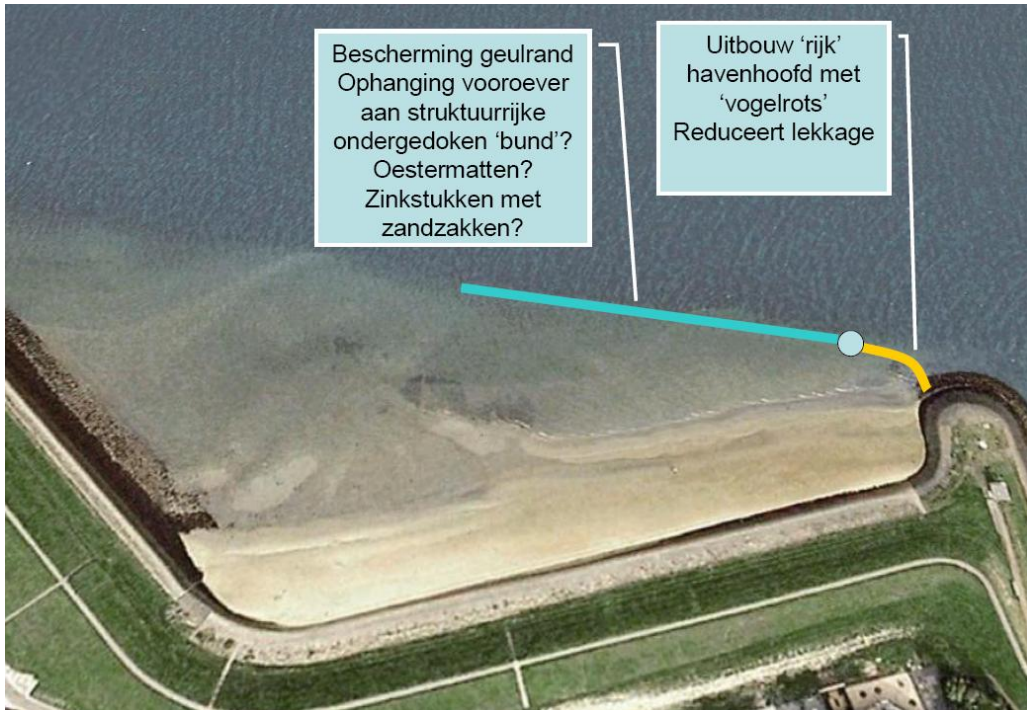 Bescherming geulrand
Ophanging vooroever
aan struktuurrijke
ondergedoken ‘bund’?
Oestermatten?
Zinkstukken met
zandzakken?
Uitbouw ‘rijk’
havenhoofd met
‘vogelrots’
Reduceert lekkage